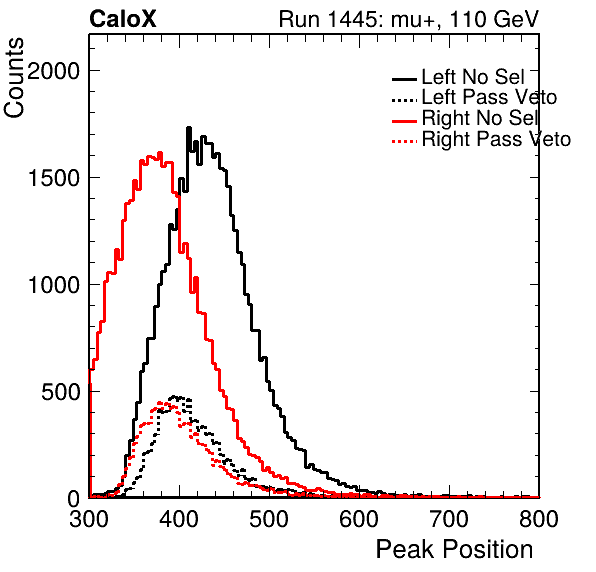 CaloX Run 1445: mu+, 110 GeV
Counts
2000
1500
1000
500
0
Left No Sel
Left Pass Veto
Right No Sel
Right Pass Veto
300 400 500 600 700 800
Peak Position